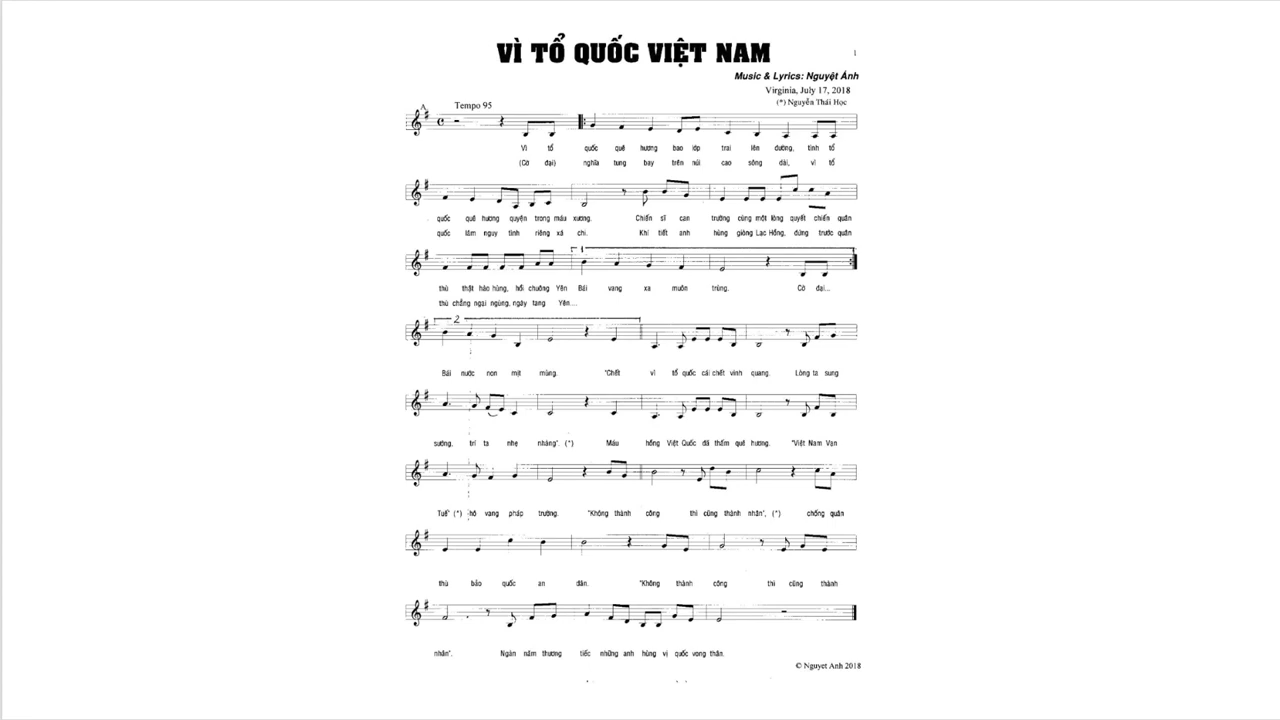 VÌ TỔ QUỐC VIỆT NAM
1
Music & Lyrics: Nguyệt Ánh
Virginia, July 17, 2018
(*) Nguyễn Thái Học
A
Tempo 95
Vì tổ quốc quê hương bao lớp trai lên đường, tình tổ
(Cờ đại) nghĩa tung bay trên núi cao sông dài, vì tổ
quốc quê hương quyện trong máu xương. Chiến sĩ can trường cùng một lòng quyết chiến quân
quốc lâm nguy tình riêng xá chi. Khí tiết anh hùng giòng Lạc Hồng, đứng trước quân
1
thù thật hào hùng, hồi chuông Yên Bái vang xa muôn trùng. Cờ đại...
thù chẳng ngại ngùng, ngày tang Yên...
2
Bái nước non mịt mùng. "Chết vì tổ quốc cái chết vinh quang. Lòng ta sung
sướng, trí ta nhẹ nhàng". (*) Máu hồng Việt Quốc đã thấm quê hương. "Việt Nam Vạn
Tuế" (*) hô vang pháp trường. "Không thành công thì cũng thành nhân", (*) chống quân
thù bảo quốc an dân. "Không thành công thì cũng thành
nhân". Ngàn năm thương tiếc những anh hùng vị quốc vong thân.
© Nguyet Anh 2018